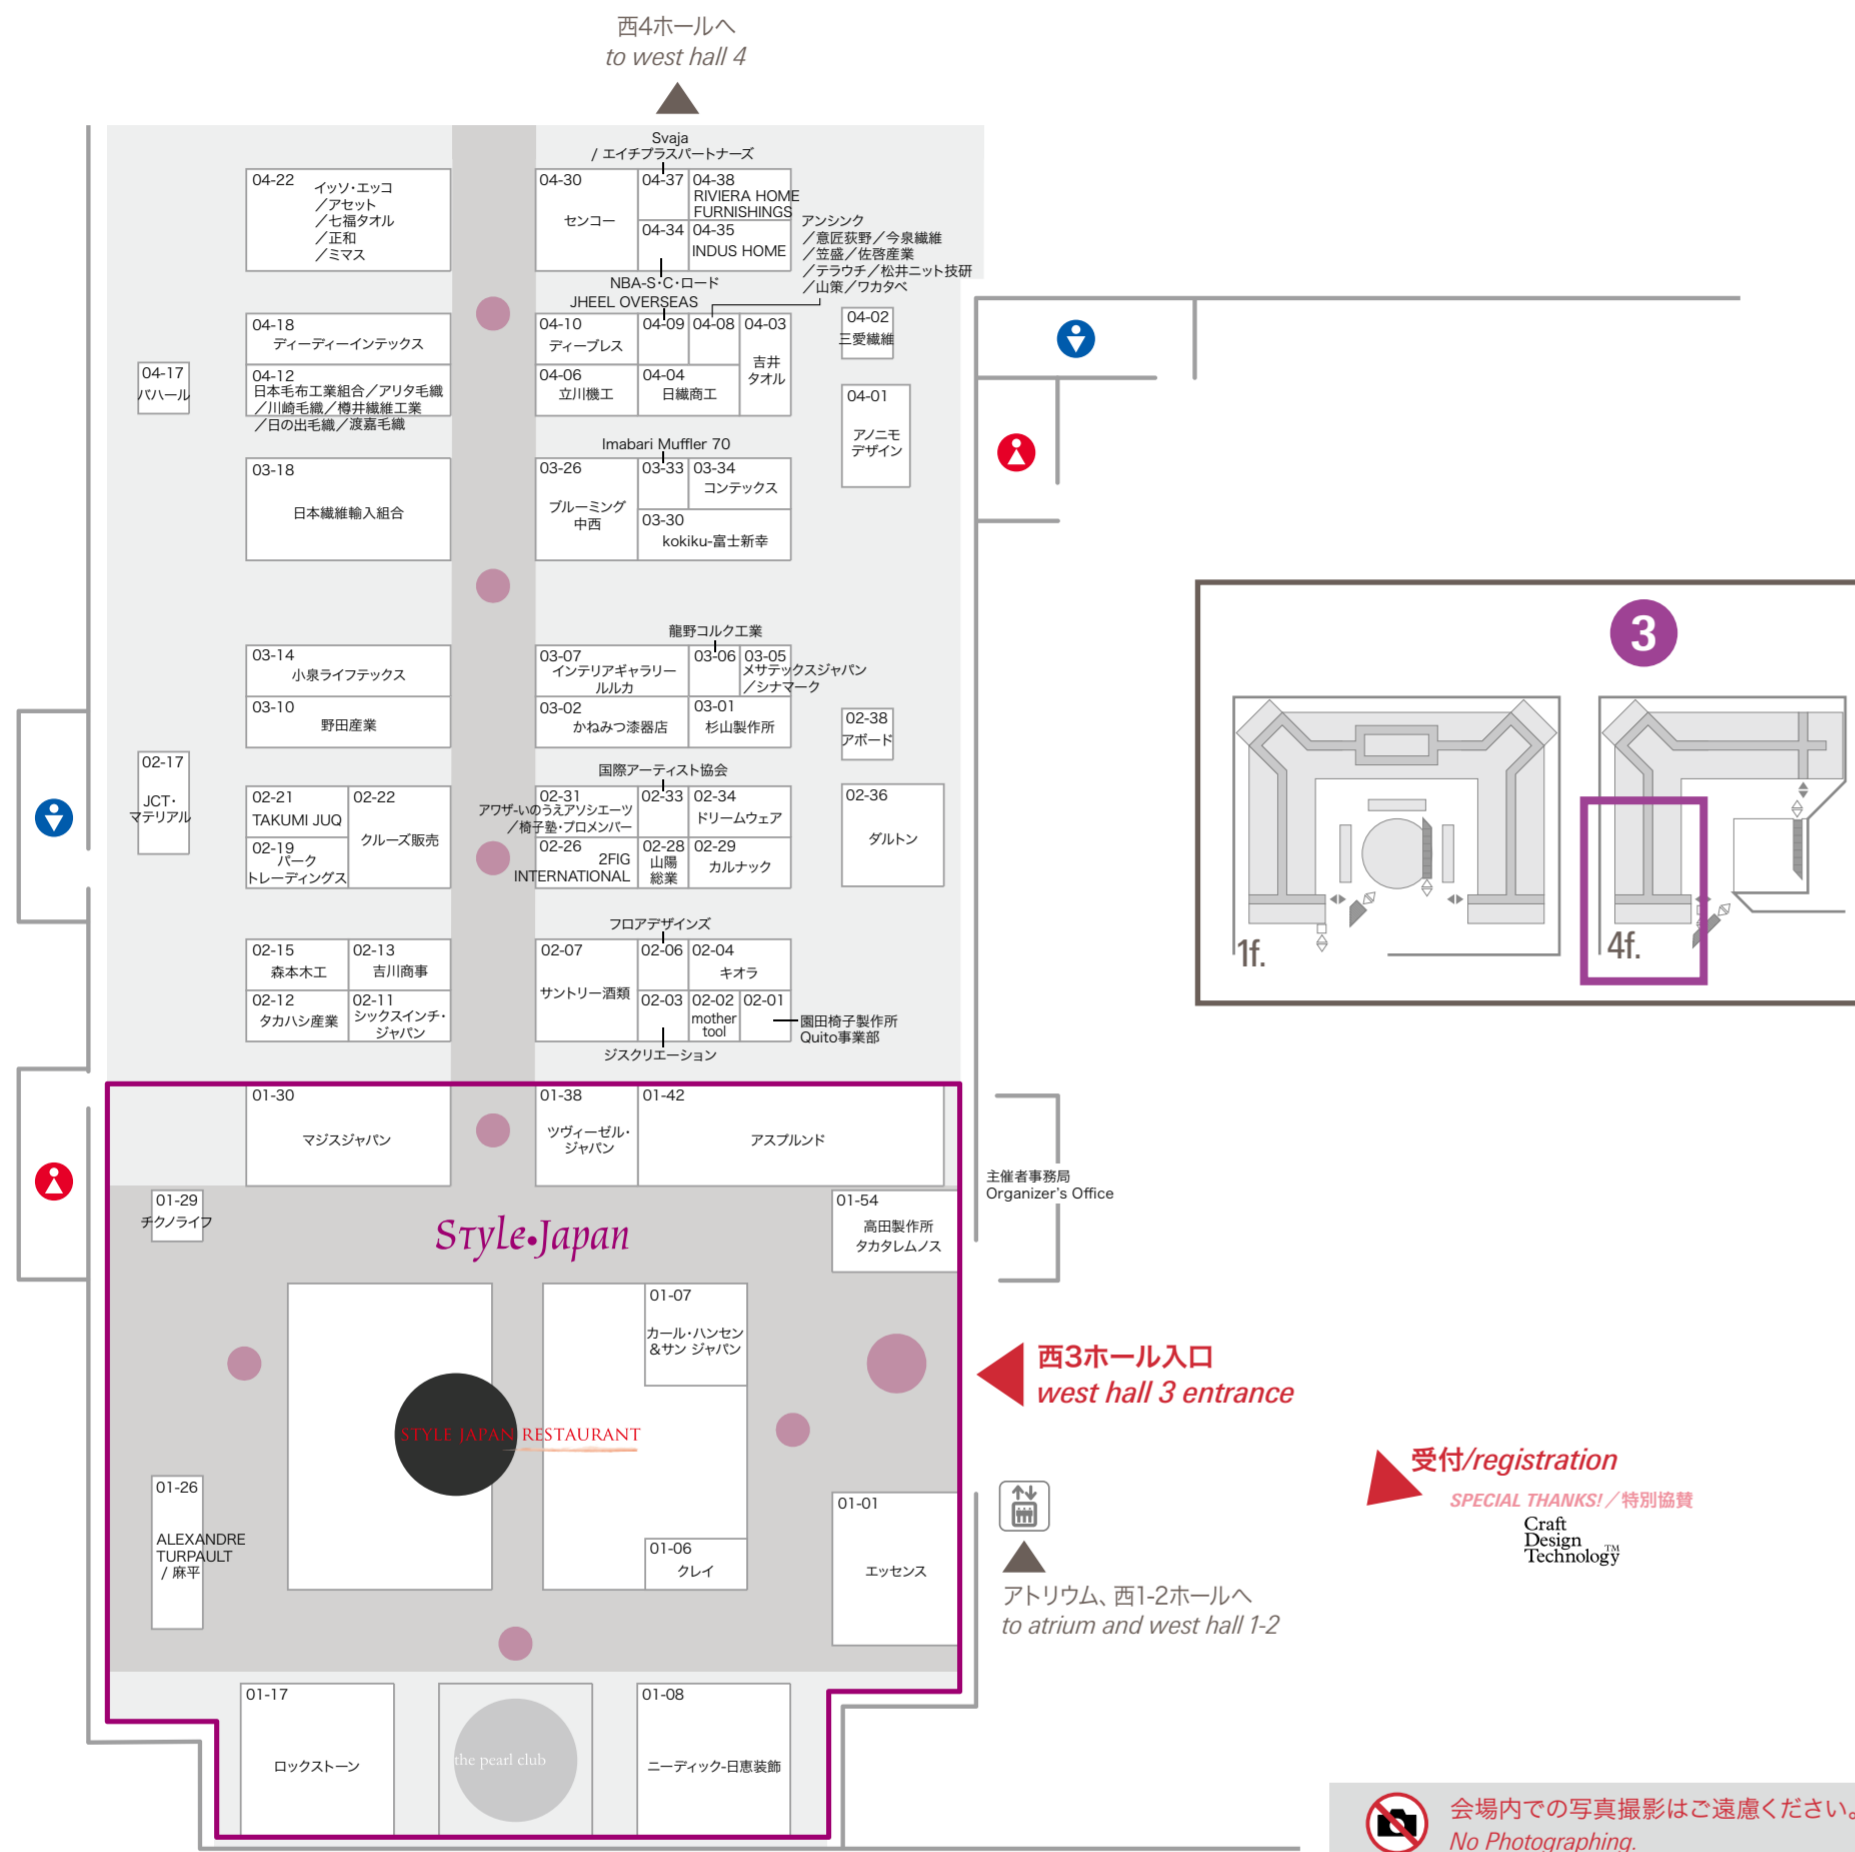 西4ホールへ
to west hall 4
Svaja
/ エイチプラスパートナーズ
04-22
イッソ・エッコ
／アセット
／七福タオル
／正和
／ミマス
04-30
センコー
04-37
04-38
RIVIERA HOME
FURNISHINGS
04-34
04-35
INDUS HOME
アンシンク
／意匠荻野／今泉繊維
／笠盛／佐啓産業
／テラウチ／松井ニット技研
／山策／ワカタベ
NBA-S・C・ロード
JHEEL OVERSEAS
04-18
ディーディーインテックス
04-10
ディーブレス
04-09
04-08
04-03
吉井
タオル
04-02
三愛繊維
04-17
バハール
04-12
日本毛布工業組合／アリタ毛織
／川崎毛織／樽井繊維工業
／日の出毛織／渡嘉毛織
04-06
立川機工
04-04
日繊商工
04-01
アノニモ
デザイン
Imabari Muffler 70
03-18
日本繊維輸入組合
03-26
ブルーミング
中西
03-33
03-34
コンテックス
03-30
kokiku-富士新幸
龍野コルク工業
03-14
小泉ライフテックス
03-07
インテリアギャラリー
ルルカ
03-06
03-05
メサテックスジャパン
／シナマーク
03-10
野田産業
03-02
かねみつ漆器店
03-01
杉山製作所
02-38
アボード
02-17
JCT・
マテリアル
国際アーティスト協会
02-21
TAKUMI JUQ
02-22
クルーズ販売
02-31
アワザ-いのうえアソシエーツ
／椅子塾・プロメンバー
02-33
02-34
ドリームウェア
02-36
ダルトン
02-19
パーク
トレーディングス
02-26
2FIG
INTERNATIONAL
02-28
山陽
総業
02-29
カルナック
フロアデザインズ
02-15
森本木工
02-13
吉川商事
02-07
サントリー酒類
02-06
02-04
キオラ
02-12
タカハシ産業
02-11
シックスインチ・
ジャパン
02-03
02-02
mother
tool
02-01
園田椅子製作所
Quito事業部
ジスクリエーション
01-30
マジスジャパン
01-38
ツヴィーゼル・
ジャパン
01-42
アスプルンド
主催者事務局
Organizer's Office
01-29
チクノライフ
Style・Japan
01-54
高田製作所
タカタレムノス
01-07
カール・ハンセン
&サン ジャパン
西3ホール入口
west hall 3 entrance
STYLE JAPAN RESTAURANT
01-26
ALEXANDRE
TURPAULT
/ 麻平
01-06
クレイ
01-01
エッセンス
アトリウム、西1-2ホールへ
to atrium and west hall 1-2
01-17
ロックストーン
the pearl club
01-08
ニーディック-日恵装飾
3
1f.
4f.
受付/registration
SPECIAL THANKS!／特別協賛
Craft
Design
Technology™
会場内での写真撮影はご遠慮ください。
No Photographing.